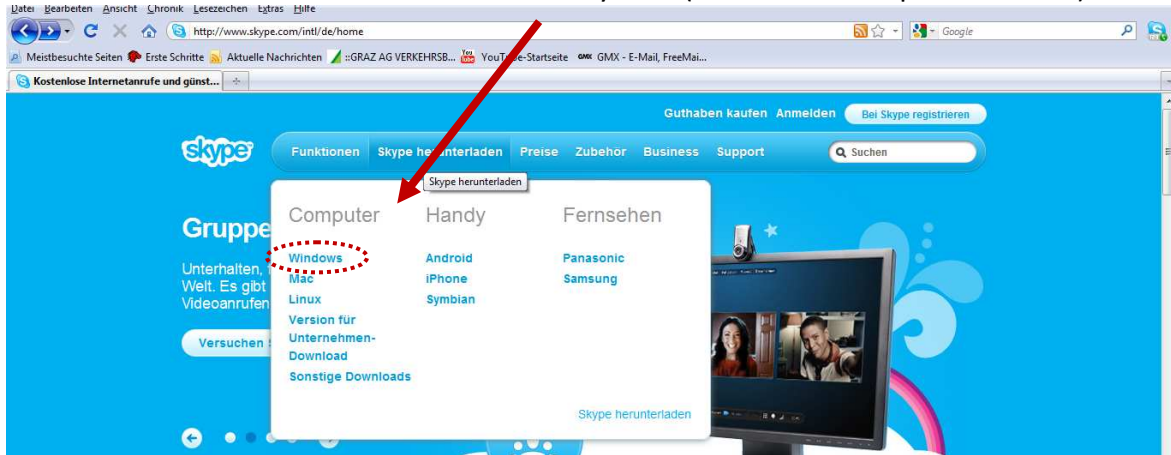 Datei Bearbeiten Ansicht Chronik Lesezeichen Extras Hilfe
http://www.skype.com/intl/de/home
Google
Meistbesuchte Seiten Erste Schritte Aktuelle Nachrichten ::GRAZ AG VERKEHRSB... YouTube-Startseite GMX GMX - E-Mail, FreeMai...
Kostenlose Internetanrufe und günst...
Guthaben kaufen Anmelden Bei Skype registrieren
skype Funktionen Skype herunterladen Preise Zubehör Business Support Suchen
Skype herunterladen
Computer Handy Fernsehen
Gruppe
Windows Android Panasonic
Unterhalten,
Mac iPhone Samsung
Welt. Es gibt
Linux Symbian
Videoanrufen
Version für
Unternehmen-
Download
Versuchen
Sonstige Downloads
Skype herunterladen